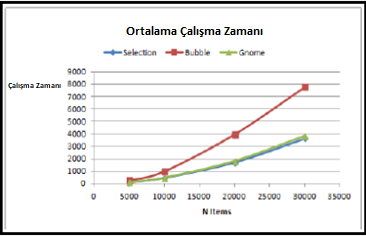 Ortalama Çalışma Zamanı
Selection Bubble Gnome
Çalışma Zamanı
9000
8000
7000
6000
5000
4000
3000
2000
1000
0
0 5000 10000 15000 20000 25000 30000 35000
N Items